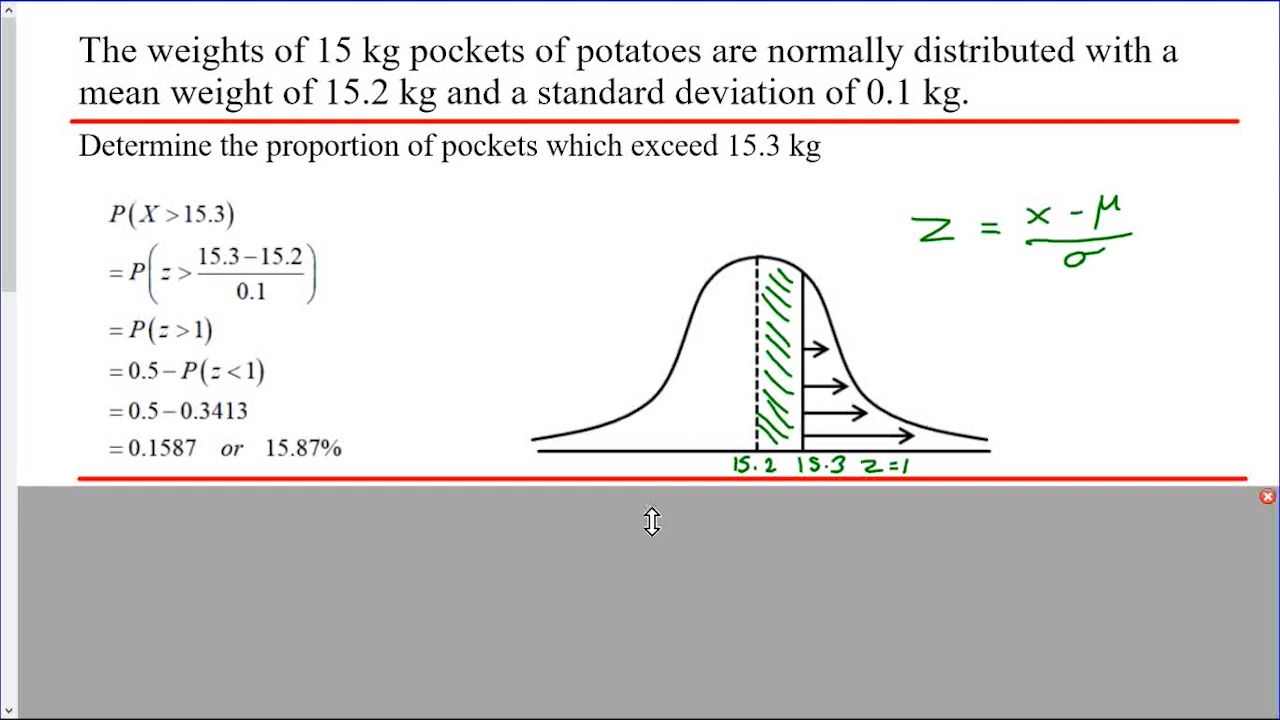 The weights of 15 kg pockets of potatoes are normally distributed with a
mean weight of 15.2 kg and a standard deviation of 0.1 kg.
Determine the proportion of pockets which exceed 15.3 kg
P(X>15.3)
=P(z>(15.3−15.2)/0.1)
=P(z>1)
=0.5−P(z<1)
=0.5−0.3413
=0.1587 or 15.87%
z = (x - μ)/σ
15.2 15.3 z=1